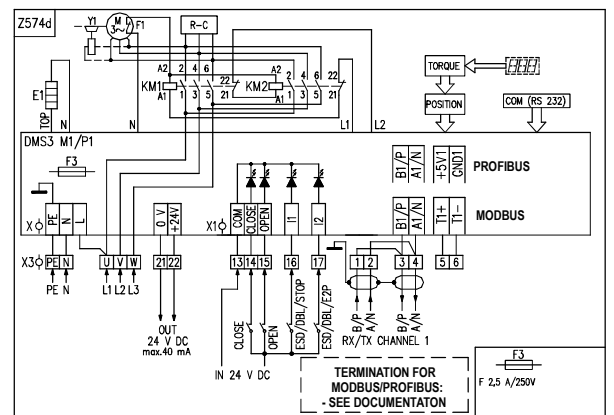 Z574d
Y1
M
3~
F1
R-C
A2
2 4 6
22
A2
2 4 6
22
KM1
A1
1 3 5
21
KM2
A1
1 3 5
21
TORQUE
POSITION
COM (RS 232)
E1
TOP
N
N
L1
L2
DMS3 M1/P1
F3
B1/P
A1/N
+5V1
GND1
PROFIBUS
PE
N
L
0 V
+24V
COM
CLOSE
OPEN
I1
I2
B1/P
A1/N
T1+
T1-
MODBUS
X
X1
X3
PE N
U V W
21 22
13 14 15
16
17
1 2
3 4
5 6
PE N
L1 L2 L3
OUT
24 V DC
max.40 mA
CLOSE
OPEN
ESD/DBL/STOP
ESD/DBL/E2P
B/P
A/N
B/P
A/N
RX/TX CHANNEL 1
IN 24 V DC
TERMINATION FOR
MODBUS/PROFIBUS:
- SEE DOCUMENTATON
F3
F 2,5 A/250V